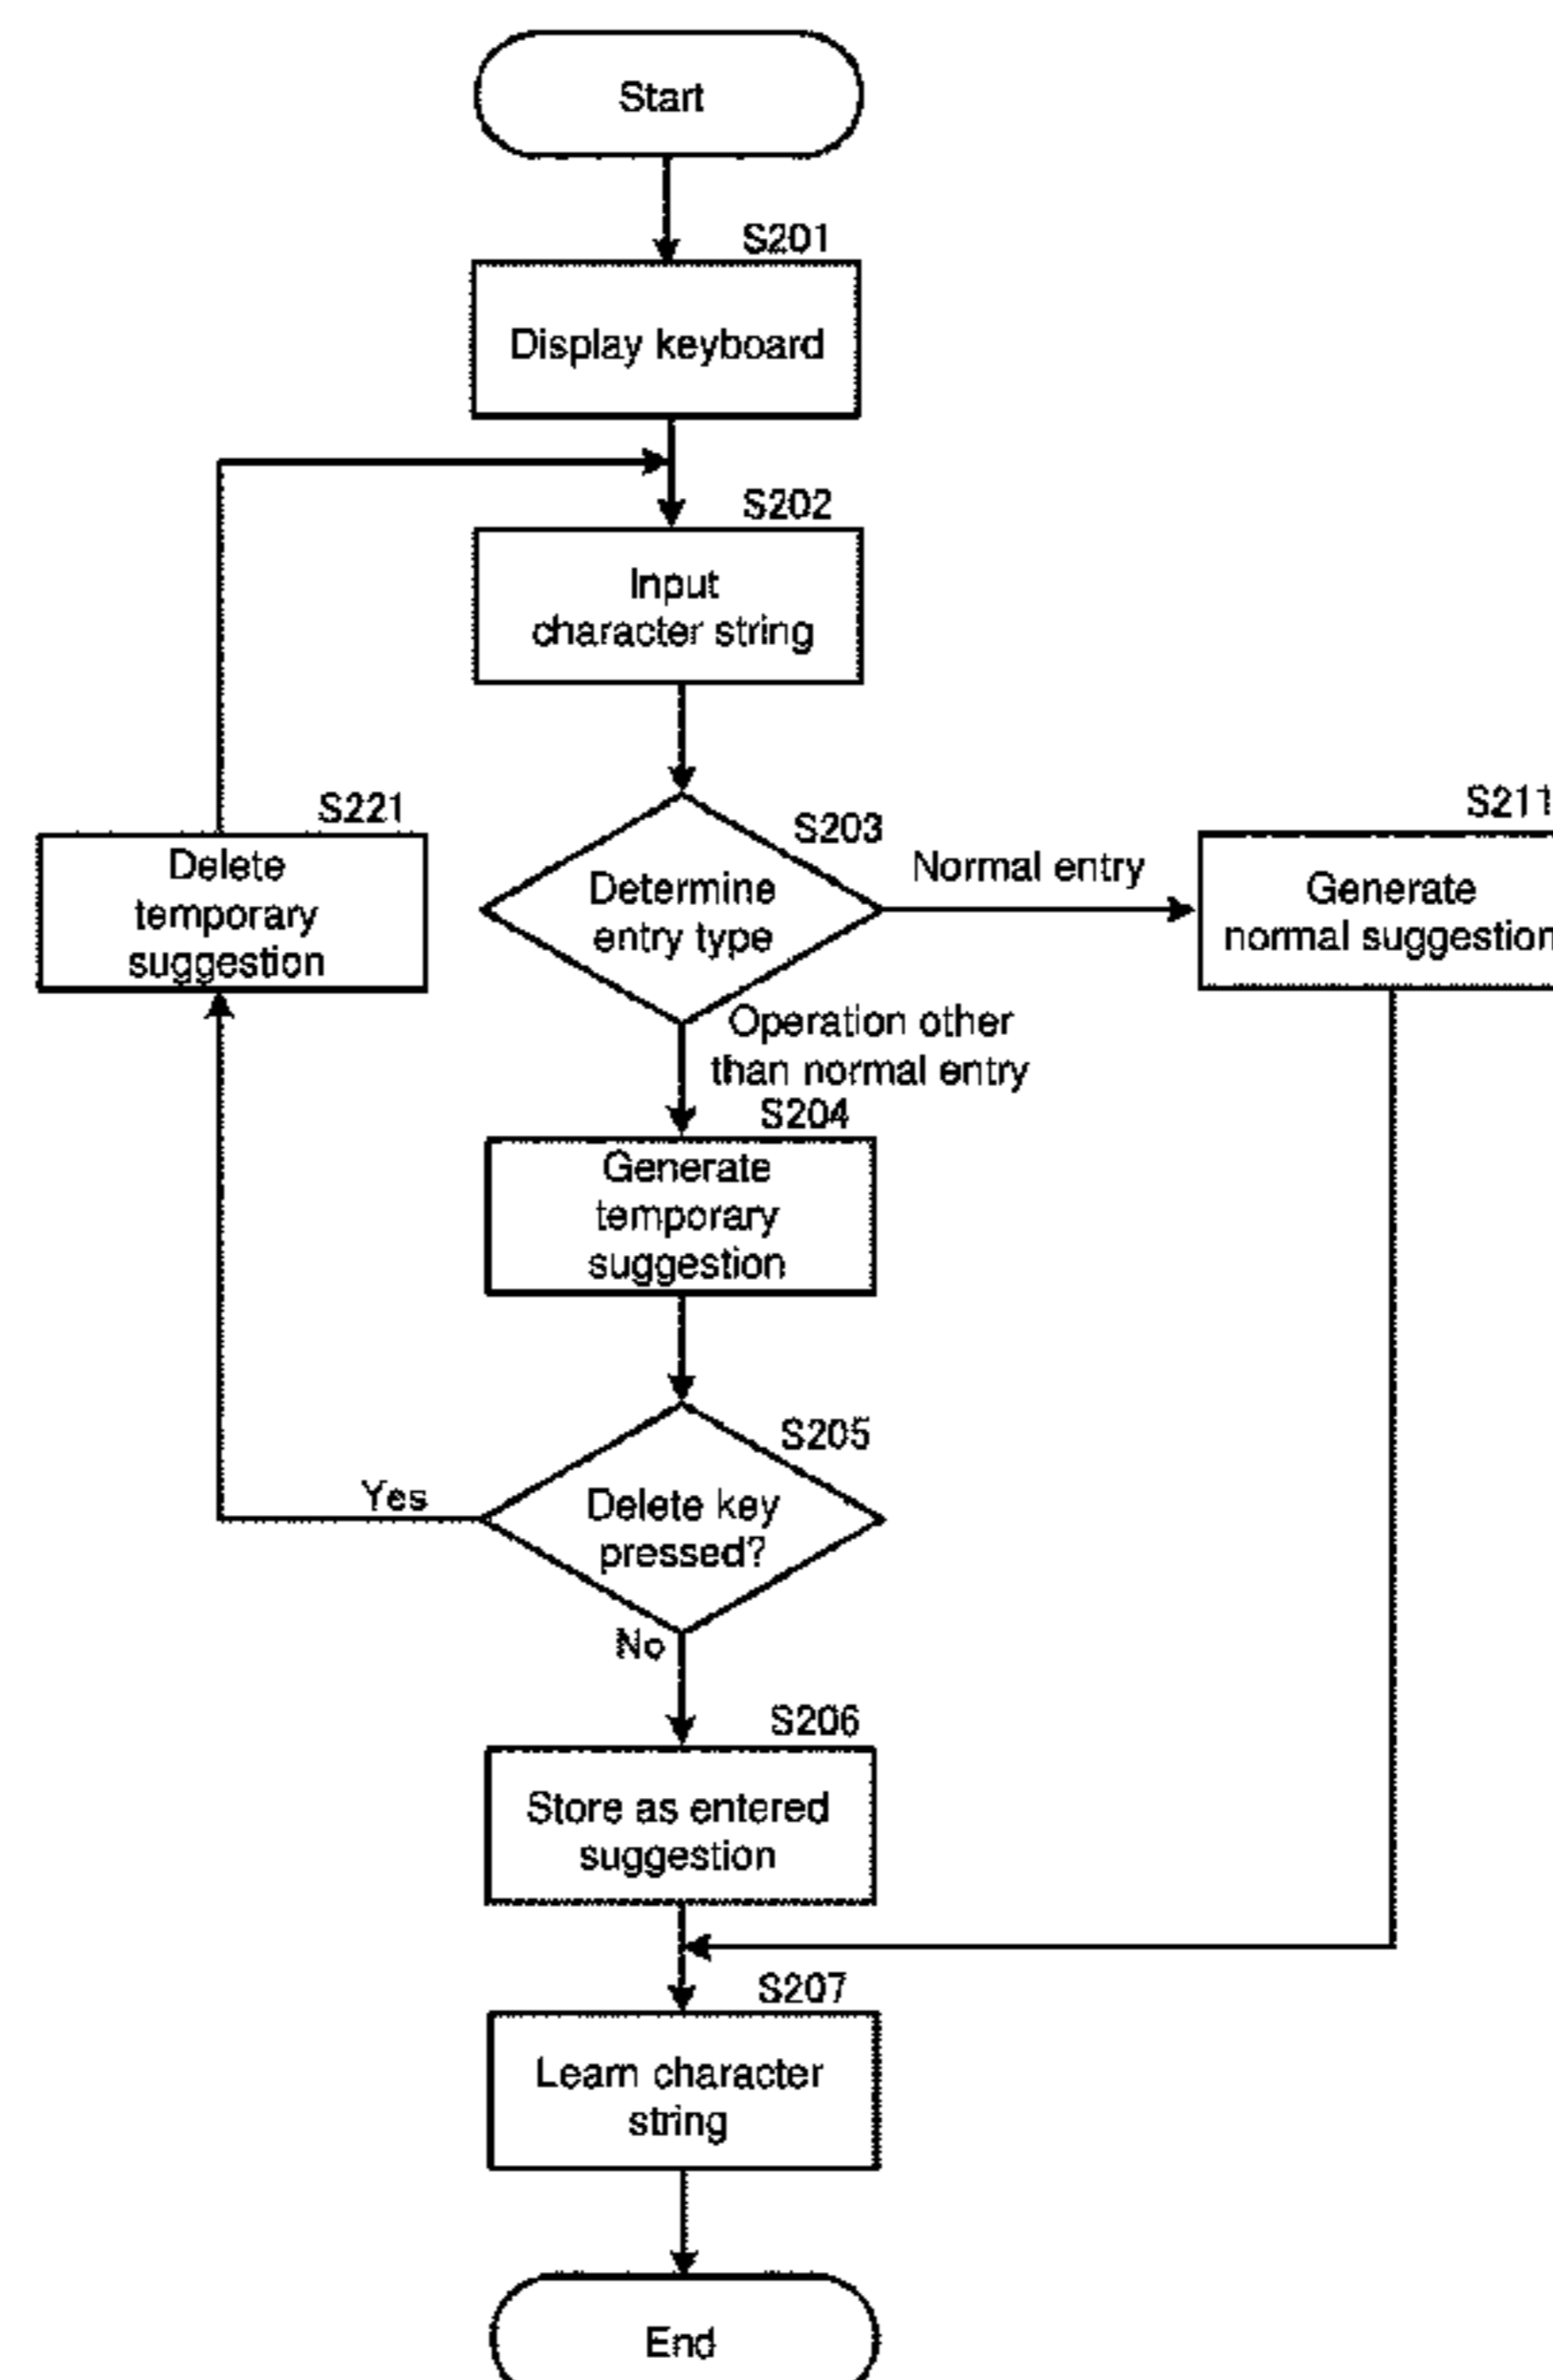 Start
S201
Display keyboard
S202
Input
character string
S203
Determine
entry type
Normal entry
S211
Generate
normal suggestion
S221
Delete
temporary
suggestion
Operation other
than normal entry
S204
Generate
temporary
suggestion
S205
Delete key
pressed?
Yes
No
S206
Store as entered
suggestion
S207
Learn character
string
End